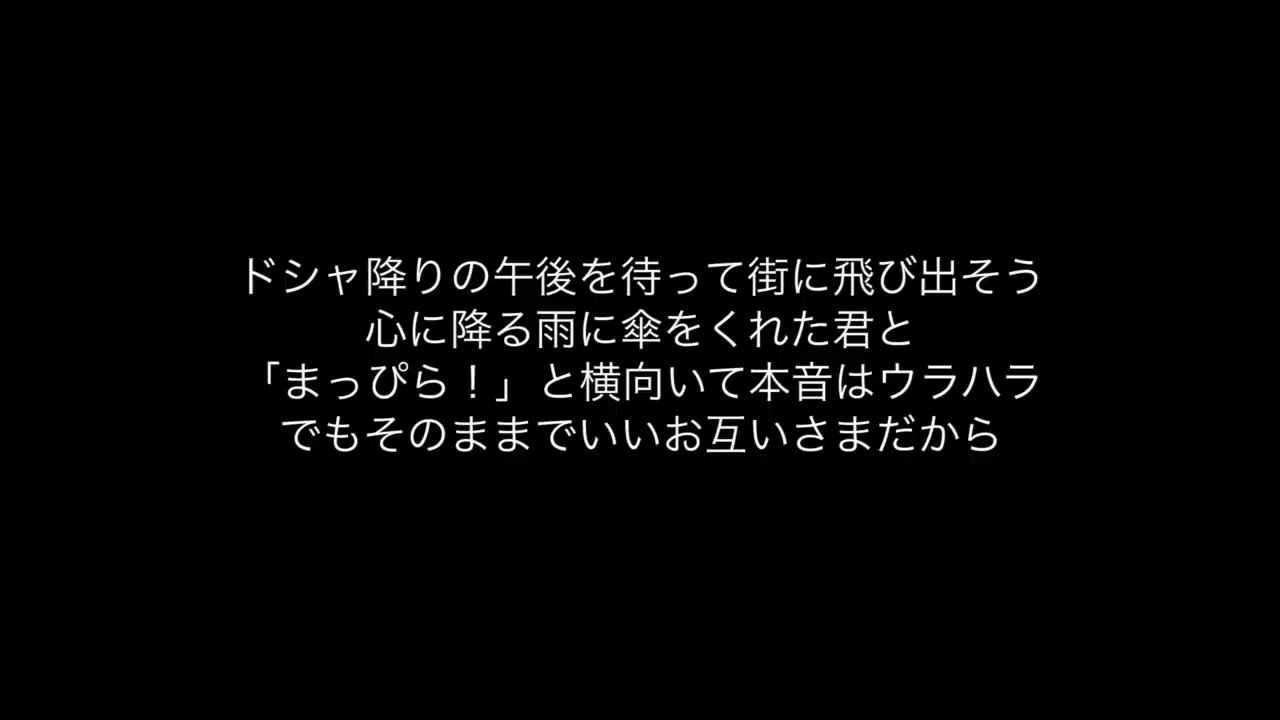 ドシャ降りの午後を待って街に飛び出そう
心に降る雨に傘をくれた君と
「まっぴら！」と横向いて本音はウラハラ
でもそのままでいいお互いさまだから